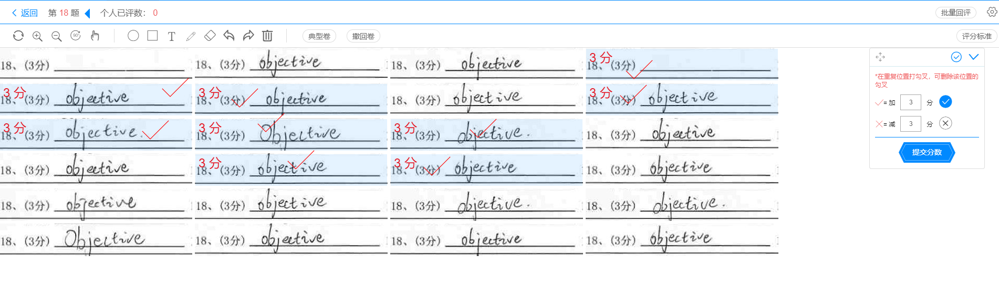 返回 第 18 题 个人已评数： 0 批量回评
90° T 典型卷 撤回卷 评分标准
18、(3分)
18、(3分) objective
18、(3分) objective
3 分 18、(3分)
3 分 18、(3分) objective
3 分 18、(3分) objective
18、(3分) objective
3 分 18、(3分) objective
3 分 18、(3分) objective.
3 分 18、(3分) Objective
3 分 18、(3分) objective.
18、(3分) objective
18、(3分) objective
3 分 18、(3分) objective
3 分 18、(3分) objective
18、(3分) objective
18、(3分) objective
18、(3分) objective
18、(3分) objective.
18、(3分) objective.
18、(3分) Objective
18、(3分) objective
18、(3分) objective
18、(3分) objective
*在重复位置打勾叉，可删除该位置的
勾叉
= 加 3 分
= 减 3 分
提交分数